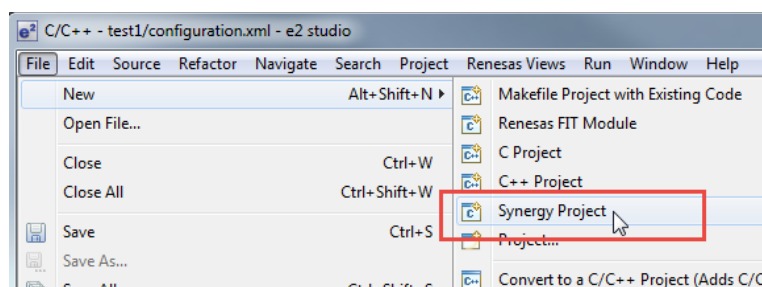 C/C++ - test1/configuration.xml - e2 studio
File Edit Source Refactor Navigate Search Project Renesas Views Run Window Help
New Alt+Shift+N
Makefile Project with Existing Code
Open File...
Renesas FIT Module
C Project
Close Ctrl+W
C++ Project
Close All Ctrl+Shift+W
Synergy Project
Save Ctrl+S
Project...
Save As...
Convert to a C/C++ Project (Adds C/C